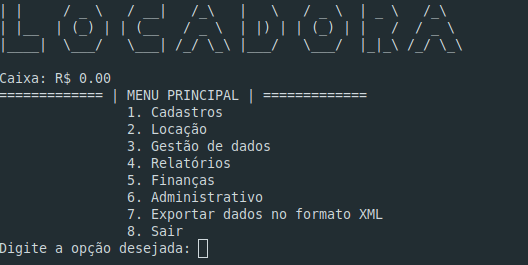 LOCADORA
Caixa: R$ 0.00
============= | MENU PRINCIPAL | =============
1. Cadastros
2. Locação
3. Gestão de dados
4. Relatórios
5. Finanças
6. Administrativo
7. Exportar dados no formato XML
8. Sair
Digite a opção desejada: